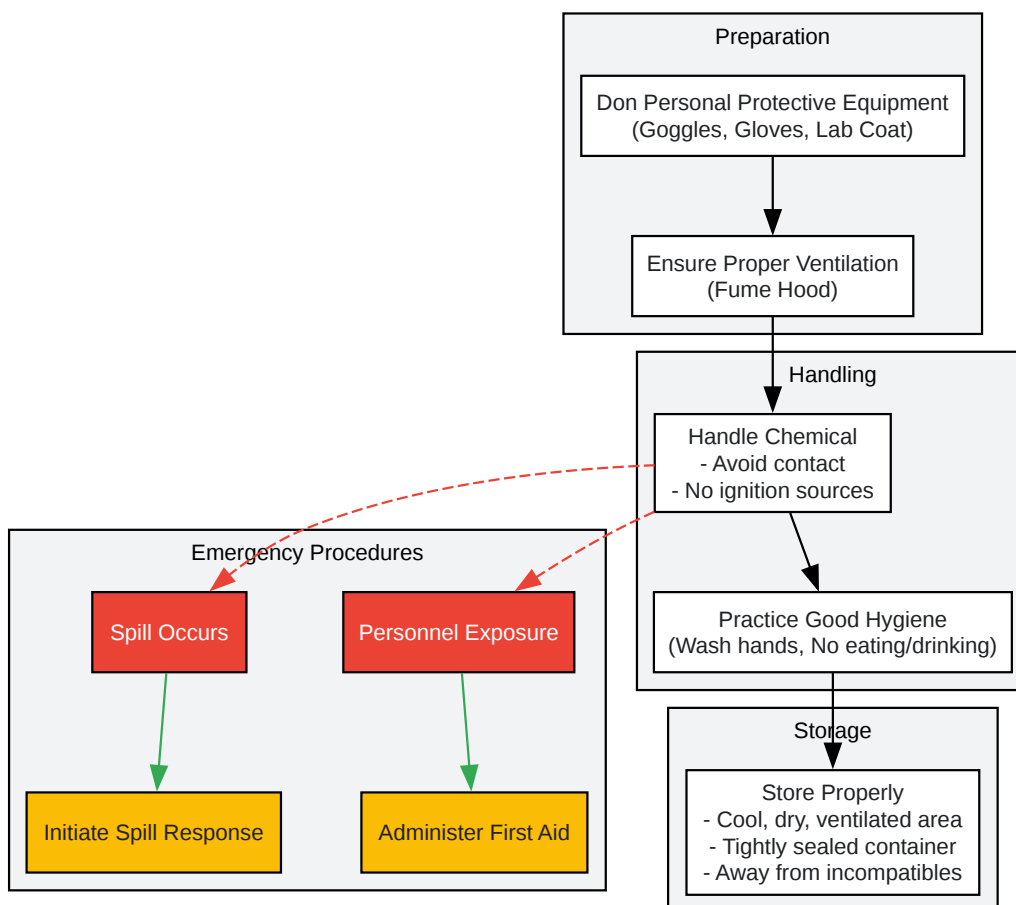 Preparation
Don Personal Protective Equipment
(Goggles, Gloves, Lab Coat)
Ensure Proper Ventilation
(Fume Hood)
Handling
Handle Chemical
- Avoid contact
- No ignition sources
Emergency Procedures
Spill Occurs
Personnel Exposure
Practice Good Hygiene
(Wash hands, No eating/drinking)
Initiate Spill Response
Administer First Aid
Storage
Store Properly
- Cool, dry, ventilated area
- Tightly sealed container
- Away from incompatibles